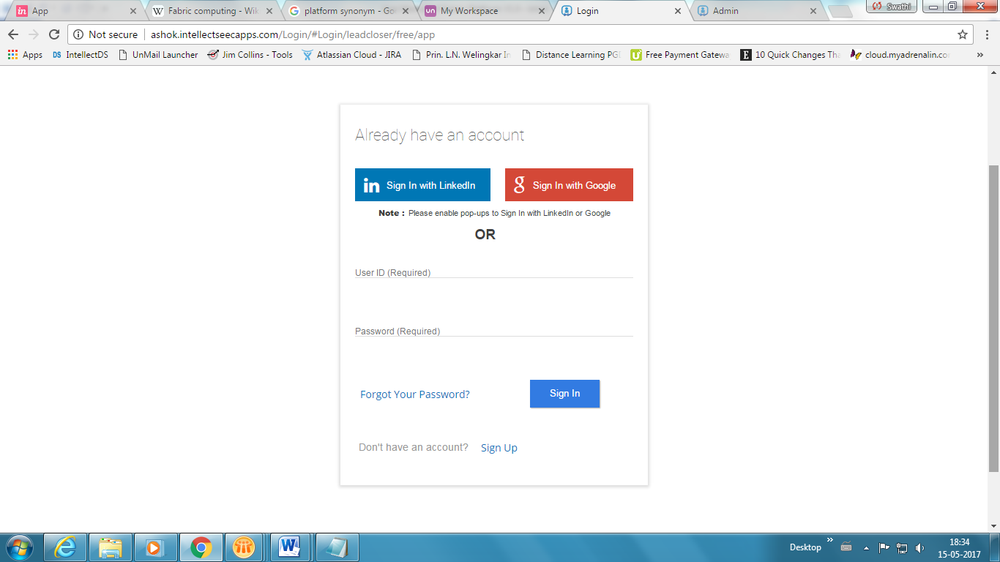 App
Fabric computing - Wik
platform synonym - Go
un
My Workspace
Login
Admin
Swathi
Not secure
ashok.intellectseecapps.com/Login/#Login/leadcloser/free/app
Apps
DS IntellectDS
UnMail Launcher
Jim Collins - Tools
Atlassian Cloud - JIRA
Prin. L.N. Welingkar In
Distance Learning PGD
Free Payment Gatewa
E 10 Quick Changes Tha
cloud.myadrenalin.co
Already have an account
in Sign In with LinkedIn
g Sign In with Google
Note : Please enable pop-ups to Sign In with LinkedIn or Google
OR
User ID (Required)
Password (Required)
Forgot Your Password?
Sign In
Don't have an account? Sign Up
Desktop
18:34
15-05-2017